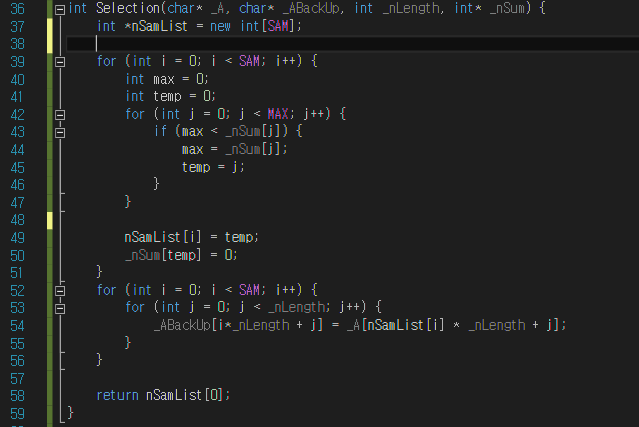 36 int Selection(char* _A, char* _ABackUp, int _nLength, int* _nSum) {
37 int *nSamList = new int[SAM];
38
39 for (int i = 0; i < SAM; i++) {
40 int max = 0;
41 int temp = 0;
42 for (int j = 0; j < MAX; j++) {
43 if (max < _nSum[j]) {
44 max = _nSum[j];
45 temp = j;
46 }
47 }
48
49 nSamList[i] = temp;
50 _nSum[temp] = 0;
51 }
52 for (int i = 0; i < SAM; i++) {
53 for (int j = 0; j < _nLength; j++) {
54 _ABackUp[i*_nLength + j] = _A[nSamList[i] * _nLength + j];
55 }
56 }
57
58 return nSamList[0];
59 }